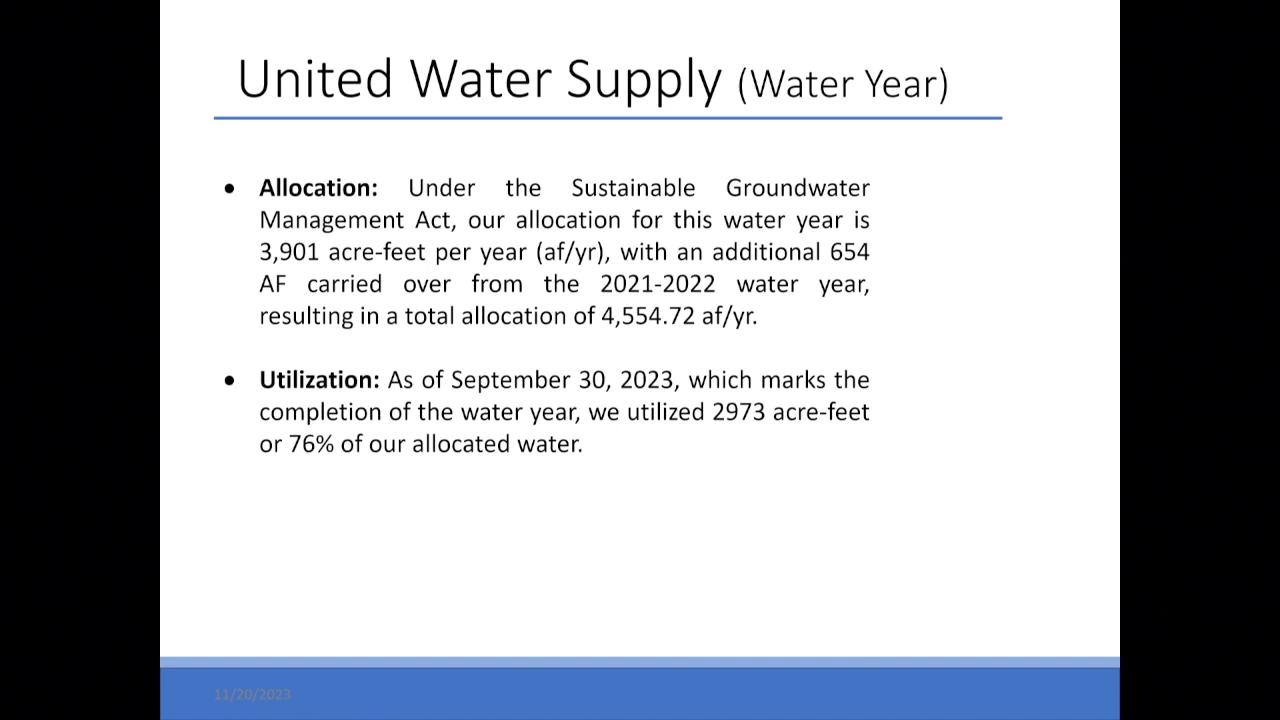 United Water Supply (Water Year)
• Allocation: Under the Sustainable Groundwater
Management Act, our allocation for this water year is
3,901 acre-feet per year (af/yr), with an additional 654
AF carried over from the 2021-2022 water year,
resulting in a total allocation of 4,554.72 af/yr.
• Utilization: As of September 30, 2023, which marks the
completion of the water year, we utilized 2973 acre-feet
or 76% of our allocated water.
11/20/2023